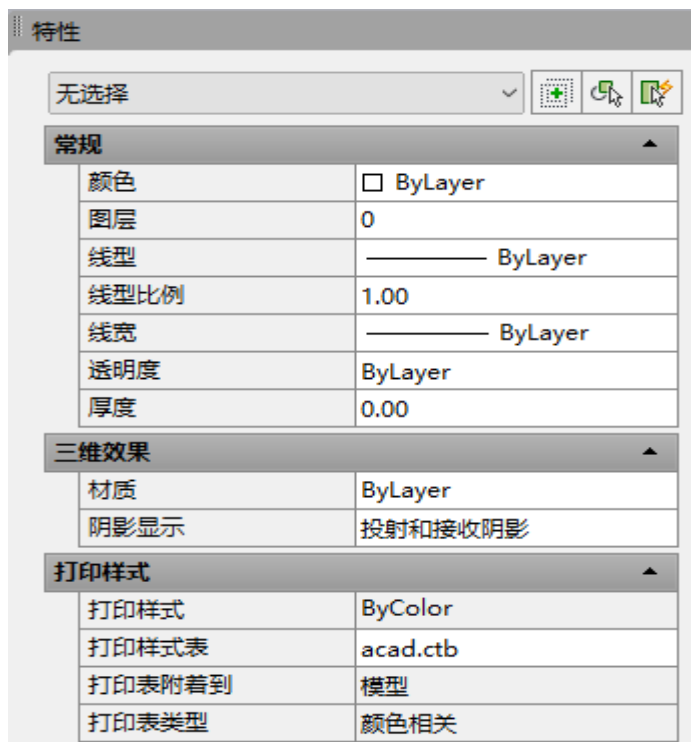 特性
无选择
常规
颜色 ByLayer
图层 0
线型 ByLayer
线型比例 1.00
线宽 ByLayer
透明度 ByLayer
厚度 0.00
三维效果
材质 ByLayer
阴影显示 投射和接收阴影
打印样式
打印样式 ByColor
打印样式表 acad.ctb
打印表附着到 模型
打印表类型 颜色相关